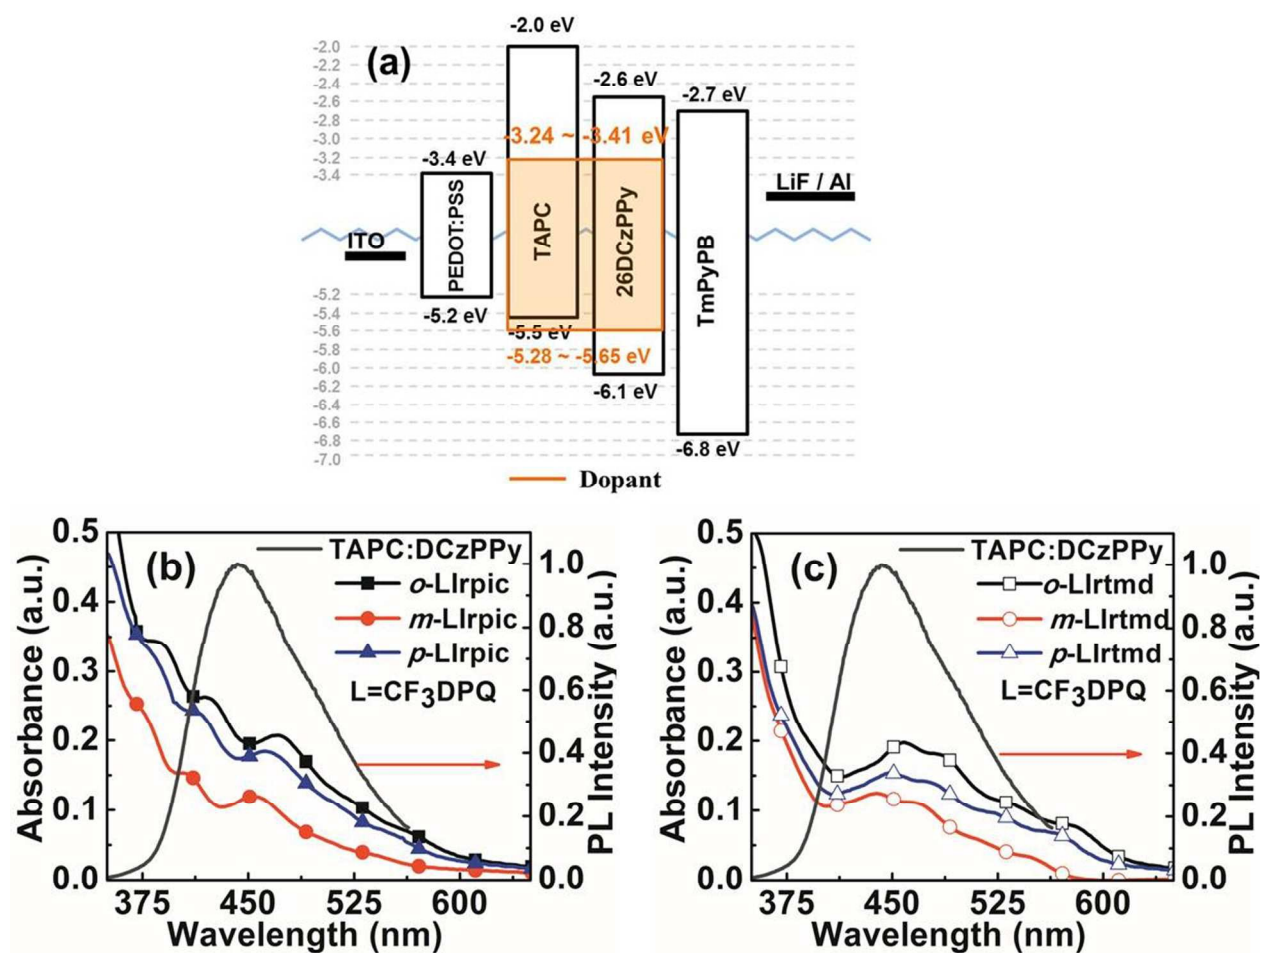 (a)
-2.0 eV
-2.6 eV
-2.7 eV
-3.24 ~ -3.41 eV
-3.4 eV
LiF / Al
ITO
PEDOT:PSS
TAPC
26DCzPPy
TmPyPB
-5.2 eV
-5.5 eV
-5.28 ~ -5.65 eV
-6.1 eV
-6.8 eV
-2.0
-2.2
-2.4
-2.6
-2.8
-3.0
-3.2
-3.4
-5.2
-5.4
-5.6
-5.8
-6.0
-6.2
-6.4
-6.6
-6.8
-7.0
Dopant
(b)
TAPC:DCzPPy
o-LIrpic
m-LIrpic
p-LIrpic
L=CF₃DPQ
Absorbance (a.u.)
0.5
0.4
0.3
0.2
0.1
0.0
PL Intensity (a.u.)
1.0
0.8
0.6
0.4
0.2
0.0
375 450 525 600
Wavelength (nm)
(c)
TAPC:DCzPPy
o-LIrtmd
m-LIrtmd
p-LIrtmd
L=CF₃DPQ
Absorbance (a.u.)
0.5
0.4
0.3
0.2
0.1
0.0
PL Intensity (a.u.)
1.0
0.8
0.6
0.4
0.2
0.0
375 450 525 600
Wavelength (nm)